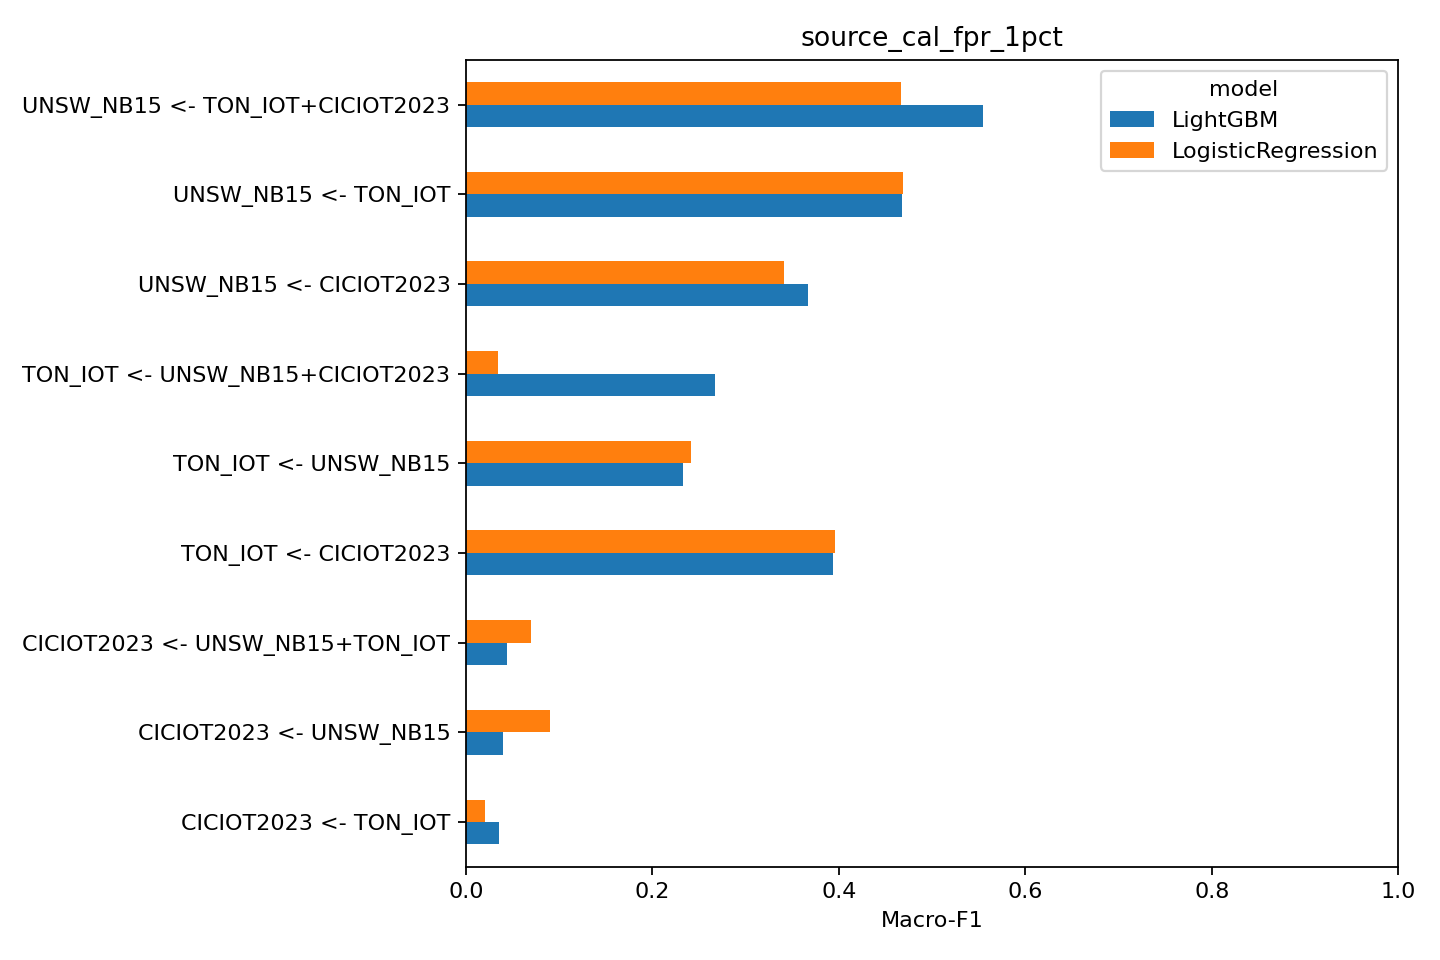 source_cal_fpr_1pct
model
LightGBM
LogisticRegression
UNSW_NB15 <- TON_IOT+CICIOT2023
UNSW_NB15 <- TON_IOT
UNSW_NB15 <- CICIOT2023
TON_IOT <- UNSW_NB15+CICIOT2023
TON_IOT <- UNSW_NB15
TON_IOT <- CICIOT2023
CICIOT2023 <- UNSW_NB15+TON_IOT
CICIOT2023 <- UNSW_NB15
CICIOT2023 <- TON_IOT
0.0 0.2 0.4 0.6 0.8 1.0
Macro-F1